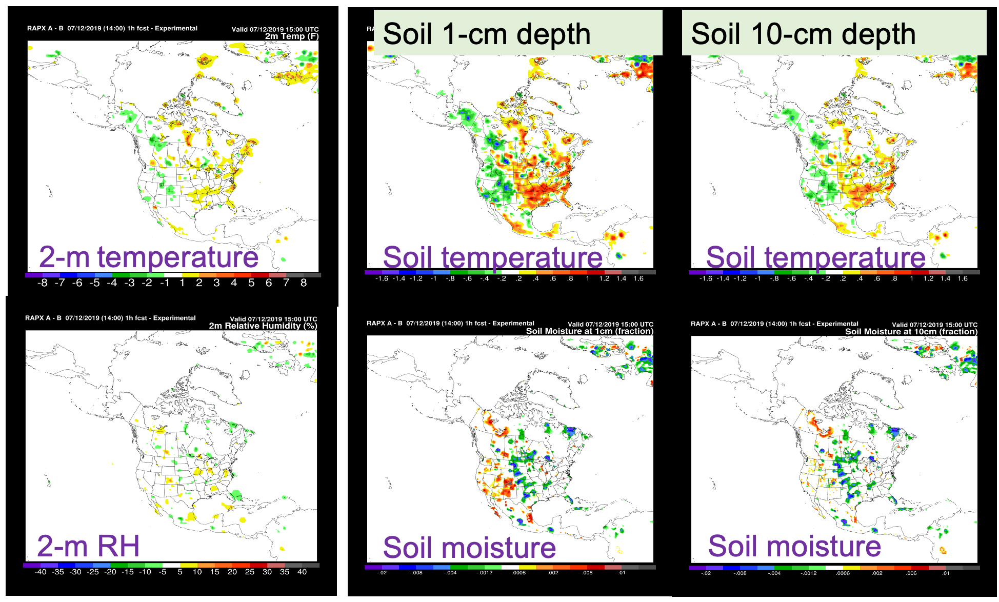 RAPX A - B 07/12/2019 (14:00) 1h fcst - Experimental
Valid 07/12/2019 15:00 UTC
2m Temp (F)
2-m temperature
-8 -7 -6 -5 -4 -3 -2 -1 1 2 3 4 5 6 7 8
RA
Soil 1-cm depth
Soil temperature
-1.6 -1.4 -1.2 -1 -.8 -.6 -.4 -.2 .2 .4 .6 .8 1 1.2 1.4 1.6
Soil 10-cm depth
Soil temperature
-1.6 -1.4 -1.2 -1 -.8 -.6 -.4 -.2 .2 .4 .6 .8 1 1.2 1.4 1.6
RAPX A - B 07/12/2019 (14:00) 1h fcst - Experimental
Valid 07/12/2019 15:00 UTC
2m Relative Humidity (%)
2-m RH
-40 -35 -30 -25 -20 -15 -10 -5 5 10 15 20 25 30 35 40
RAPX A - B 07/12/2019 (14:00) 1h fcst - Experimental
Valid 07/12/2019 15:00 UTC
Soil Moisture at 1cm (fraction)
Soil moisture
-.02 -.008 -.004 -.0012 .0006 .002 .006 .01
RAPX A - B 07/12/2019 (14:00) 1h fcst - Experimental
Valid 07/12/2019 15:00 UTC
Soil Moisture at 10cm (fraction)
Soil moisture
-.02 -.008 -.004 -.0012 .0006 .002 .006 .01